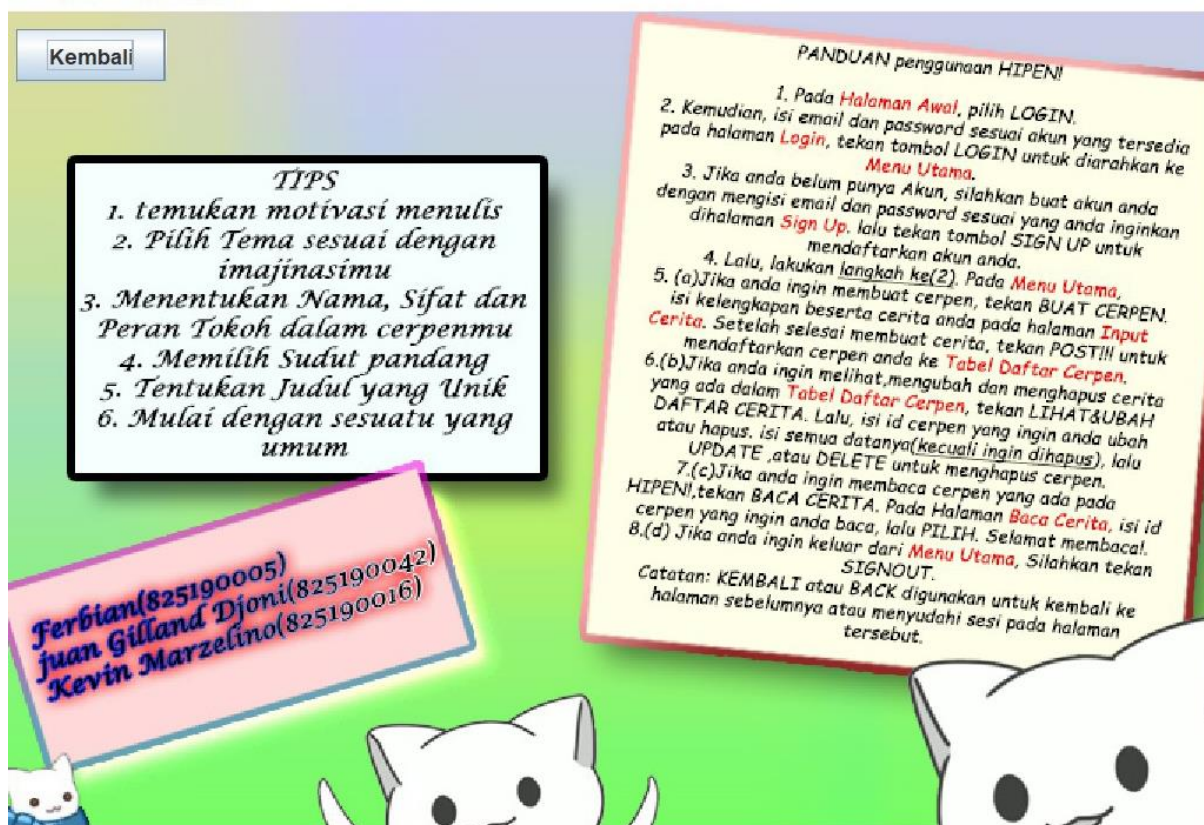 Kembali
TIPS
1. temukan motivasi menulis
2. Pilih Tema sesuai dengan
imajinasimu
3. Menentukan Nama, Sifat dan
Peran Tokoh dalam cerpenmu
4. Memilih Sudut pandang
5. Tentukan Judul yang Unik
6. Mulai dengan sesuatu yang
umum
Ferbian(825190005)
juan Gilland Djoni(825190042)
Kevin Marzelino(825190016)
PANDUAN penggunaan HIPEN!
1. Pada Halaman Awal, pilih LOGIN.
2. Kemudian, isi email dan password sesuai akun yang tersedia
pada halaman Login, tekan tombol LOGIN untuk diarahkan ke
Menu Utama.
3. Jika anda belum punya Akun, silahkan buat akun anda
dengan mengisi email dan password sesuai yang anda inginkan
dihalaman Sign Up. lalu tekan tombol SIGN UP untuk
mendaftarkan akun anda.
4. Lalu, lakukan langkah ke(2). Pada Menu Utama,
5. (a)Jika anda ingin membuat cerpen, tekan BUAT CERPEN.
isi kelengkapan beserta cerita anda pada halaman Input
Cerita. Setelah selesai membuat cerita, tekan POST!!! untuk
mendaftarkan cerpen anda ke Tabel Daftar Cerpen.
6.(b)Jika anda ingin melihat,mengubah dan menghapus cerita
yang ada dalam Tabel Daftar Cerpen, tekan LIHAT&UBAH
DAFTAR CERITA. Lalu, isi id cerpen yang ingin anda ubah
atau hapus. isi semua datanya(kecuali ingin dihapus), lalu
UPDATE ,atau DELETE untuk menghapus cerpen.
7.(c)Jika anda ingin membaca cerpen yang ada pada
HIPEN!,tekan BACA CERITA. Pada Halaman Baca Cerita, isi id
cerpen yang ingin anda baca, lalu PILIH. Selamat membaca!.
8.(d) Jika anda ingin keluar dari Menu Utama, Silahkan tekan
SIGNOUT.
Catatan: KEMBALI atau BACK digunakan untuk kembali ke
halaman sebelumnya atau menyudahi sesi pada halaman
tersebut.